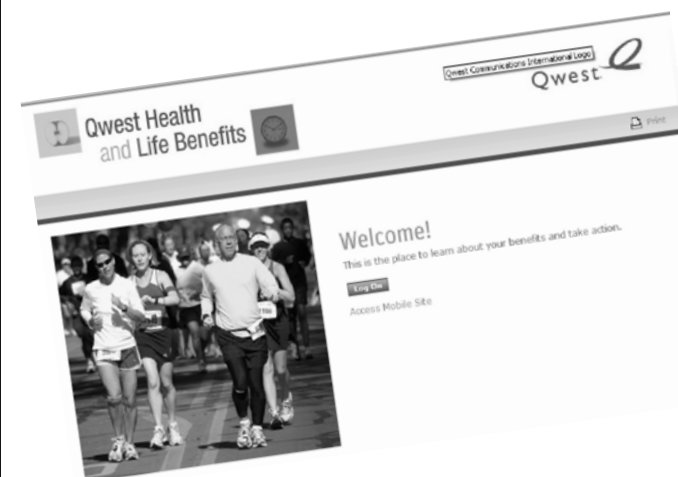 Qwest Communications International Logo
Qwest
Qwest Health
and Life Benefits
Print
Welcome!
This is the place to learn about your benefits and take action.
Log On
Access Mobile Site